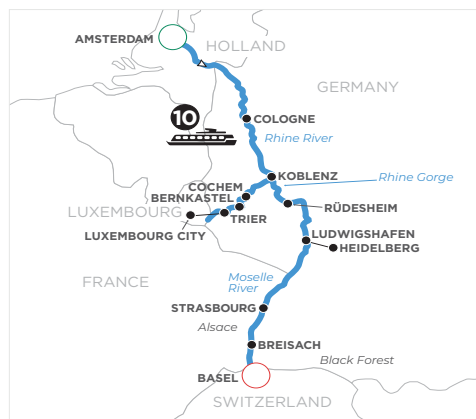 AMSTERDAM
HOLLAND
GERMANY
10
COLOGNE
Rhine River
KOBLENZ
Rhine Gorge
COCHEM
BERNKASTEL
RÜDESHEIM
LUXEMBOURG
TRIER
LUXEMBOURG CITY
LUDWIGSHAFEN
HEIDELBERG
FRANCE
Moselle
River
STRASBOURG
Alsace
BREISACH
Black Forest
BASEL
SWITZERLAND